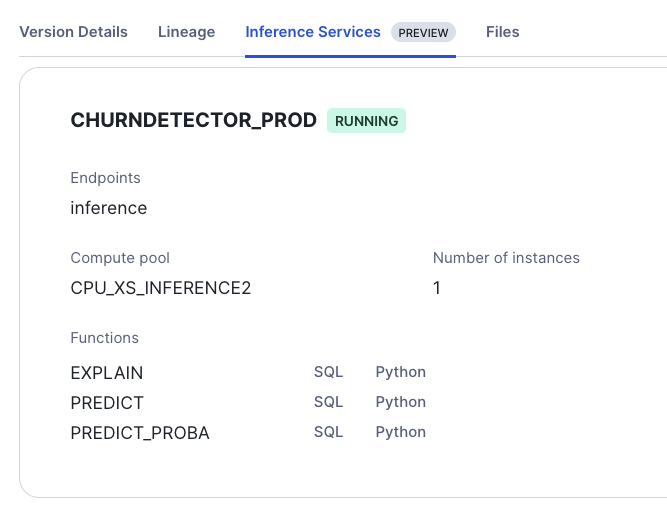 Version Details Lineage Inference Services PREVIEW Files
CHURNDETECTOR_PROD RUNNING
Endpoints
inference
Compute pool Number of instances
CPU_XS_INFERENCE2 1
Functions
EXPLAIN SQL Python
PREDICT SQL Python
PREDICT_PROBA SQL Python